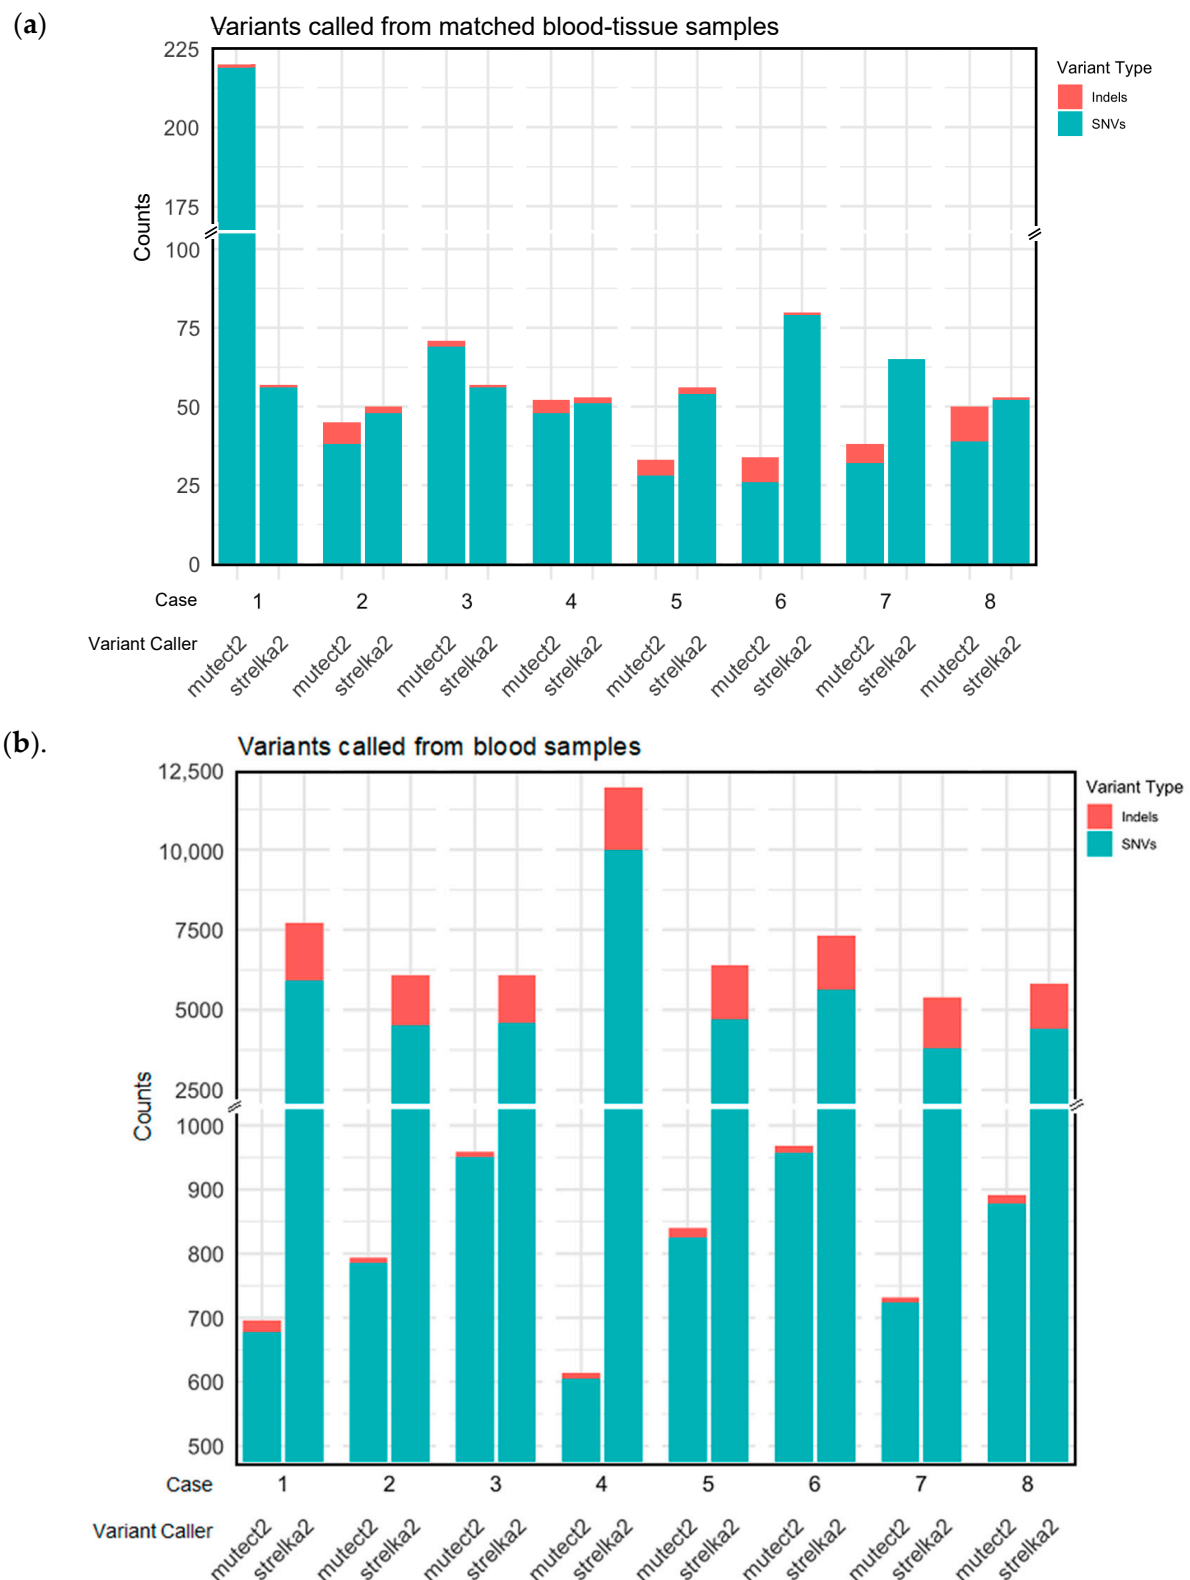 (a)
Variants called from matched blood-tissue samples
225
200
175
100
75
50
25
0
Counts
Variant Type
Indels
SNVs
Case 1 2 3 4 5 6 7 8
Variant Caller mutect2 strelka2 mutect2 strelka2 mutect2 strelka2 mutect2 strelka2 mutect2 strelka2 mutect2 strelka2 mutect2 strelka2 mutect2 strelka2
(b).
Variants called from blood samples
12,500
10,000
7500
5000
2500
1000
900
800
700
600
500
Counts
Variant Type
Indels
SNVs
Case 1 2 3 4 5 6 7 8
Variant Caller mutect2 strelka2 mutect2 strelka2 mutect2 strelka2 mutect2 strelka2 mutect2 strelka2 mutect2 strelka2 mutect2 strelka2 mutect2 strelka2